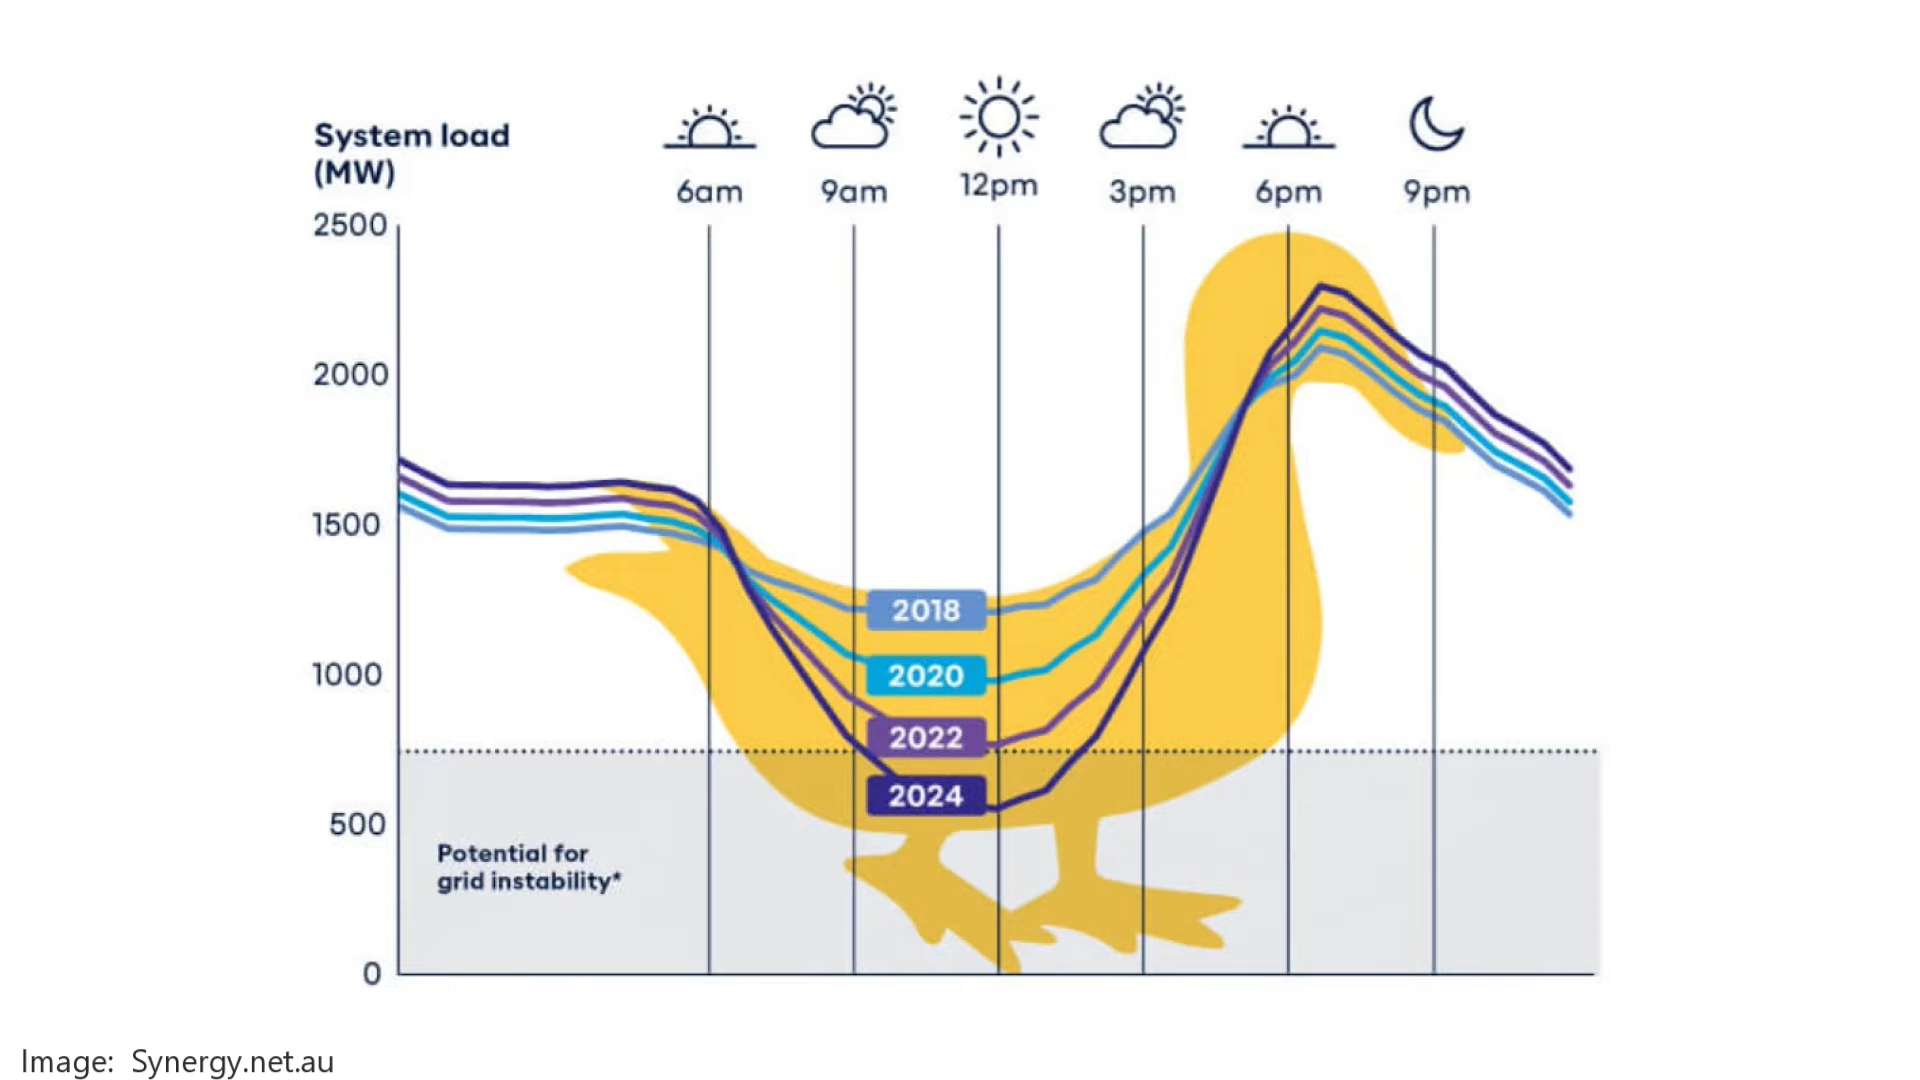 System load
(MW)
6am
9am
12pm
3pm
6pm
9pm
2500
2000
1500
1000
500
0
2018
2020
2022
2024
Potential for
grid instability*
Image: Synergy.net.au